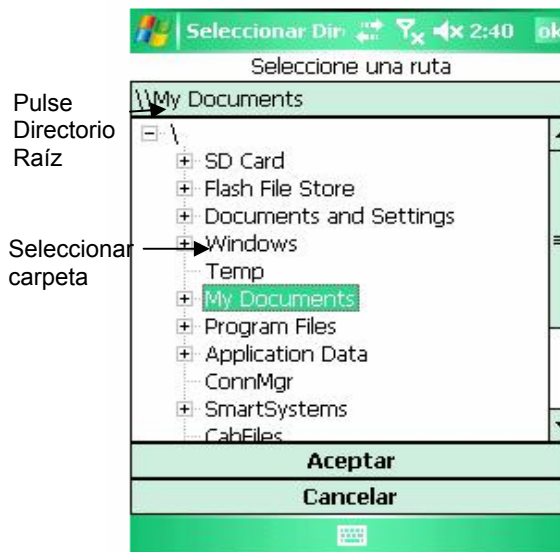 Seleccionar Dir 2:40 ok
Seleccione una ruta
\\My Documents
Pulse
Directorio
Raíz
\
SD Card
Flash File Store
Documents and Settings
Seleccionar
carpeta
Windows
Temp
My Documents
Program Files
Application Data
ConnMgr
SmartSystems
CabFiles
Aceptar
Cancelar